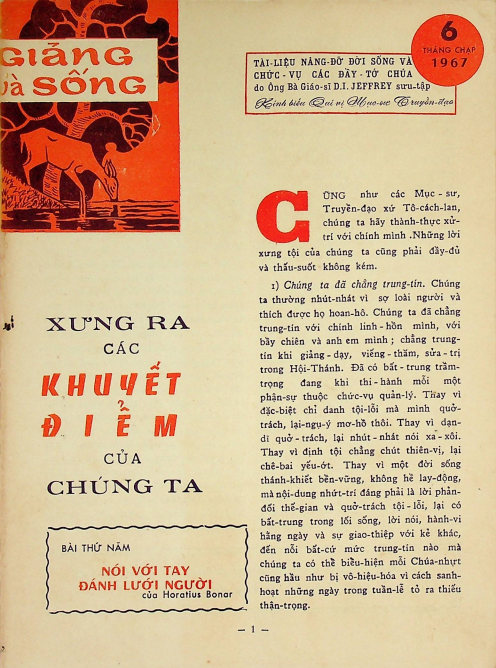 Giảng
và Sống
6
THÁNG CHẠP
1967
TÀI-LIỆU NÂNG-ĐỠ ĐỜI SỐNG VÀ
CHỨC-VỤ CÁC ĐẦY-TỚ CHÚA
do Ông Bà Giáo-sĩ D.I. JEFFREY sưu-tập
Kính biếu Quí vị Mục-sư Truyền-đạo
XƯNG RA
CÁC
KHUYẾT
ĐIỂM
CỦA
CHÚNG TA
BÀI THỨ NĂM
NÓI VỚI TAY
ĐÁNH LƯỚI NGƯỜI
của Horatius Bonar
CŨNG như các Mục-sư,
Truyền-đạo xứ Tô-cách-lan,
chúng ta hãy thành-thực xử-
trí với chính mình .Những lời
xưng tội của chúng ta cũng phải đầy-đủ
và thấu-suốt không kém.
1) Chúng ta đã chẳng trung-tín. Chúng
ta thường nhút-nhát vì sợ loài người và
thích được họ hoan-hô. Chúng ta đã chẳng
trung-tín với chính linh-hồn mình, với
bầy chiên và anh em mình ; chẳng trung-
tín khi giảng-dạy, viếng-thăm, sửa-trị
trong Hội-Thánh. Đã có bất-trung trầm-
trọng đang khi thi-hành mỗi một
phận-sự thuộc chức-vụ quản-lý. Thay vì
đặc-biệt chỉ danh tội-lỗi mà mình quở-
trách, lại-ngụ-ý mơ-hồ thôi. Thay vì dạn-
dĩ quở-trách, lại nhút-nhát nói xa-xôi.
Thay vì định tội chẳng chút thiên-vị, lại
chê-bai yếu-ớt. Thay vì một đời sống
thánh-khiết bền-vững, không hề lay-động,
mà nội-dung nhứt-trí đáng phải là lời phản-
đối thế-gian và quở-trách tội-lỗi, lại có
bất-trung trong lối sống, lời nói, hành-vi
hằng ngày và sự giao-thiệp với kẻ khác,
đến nỗi bất-cứ mức trung-tín nào mà
chúng ta có thể biểu-hiện mỗi Chúa-nhựt
cũng hầu như bị vô-hiệu-hóa vì cách sanh-
hoạt những ngày trong tuần-lễ tỏ ra thiếu
thận-trọng.
– 1 –